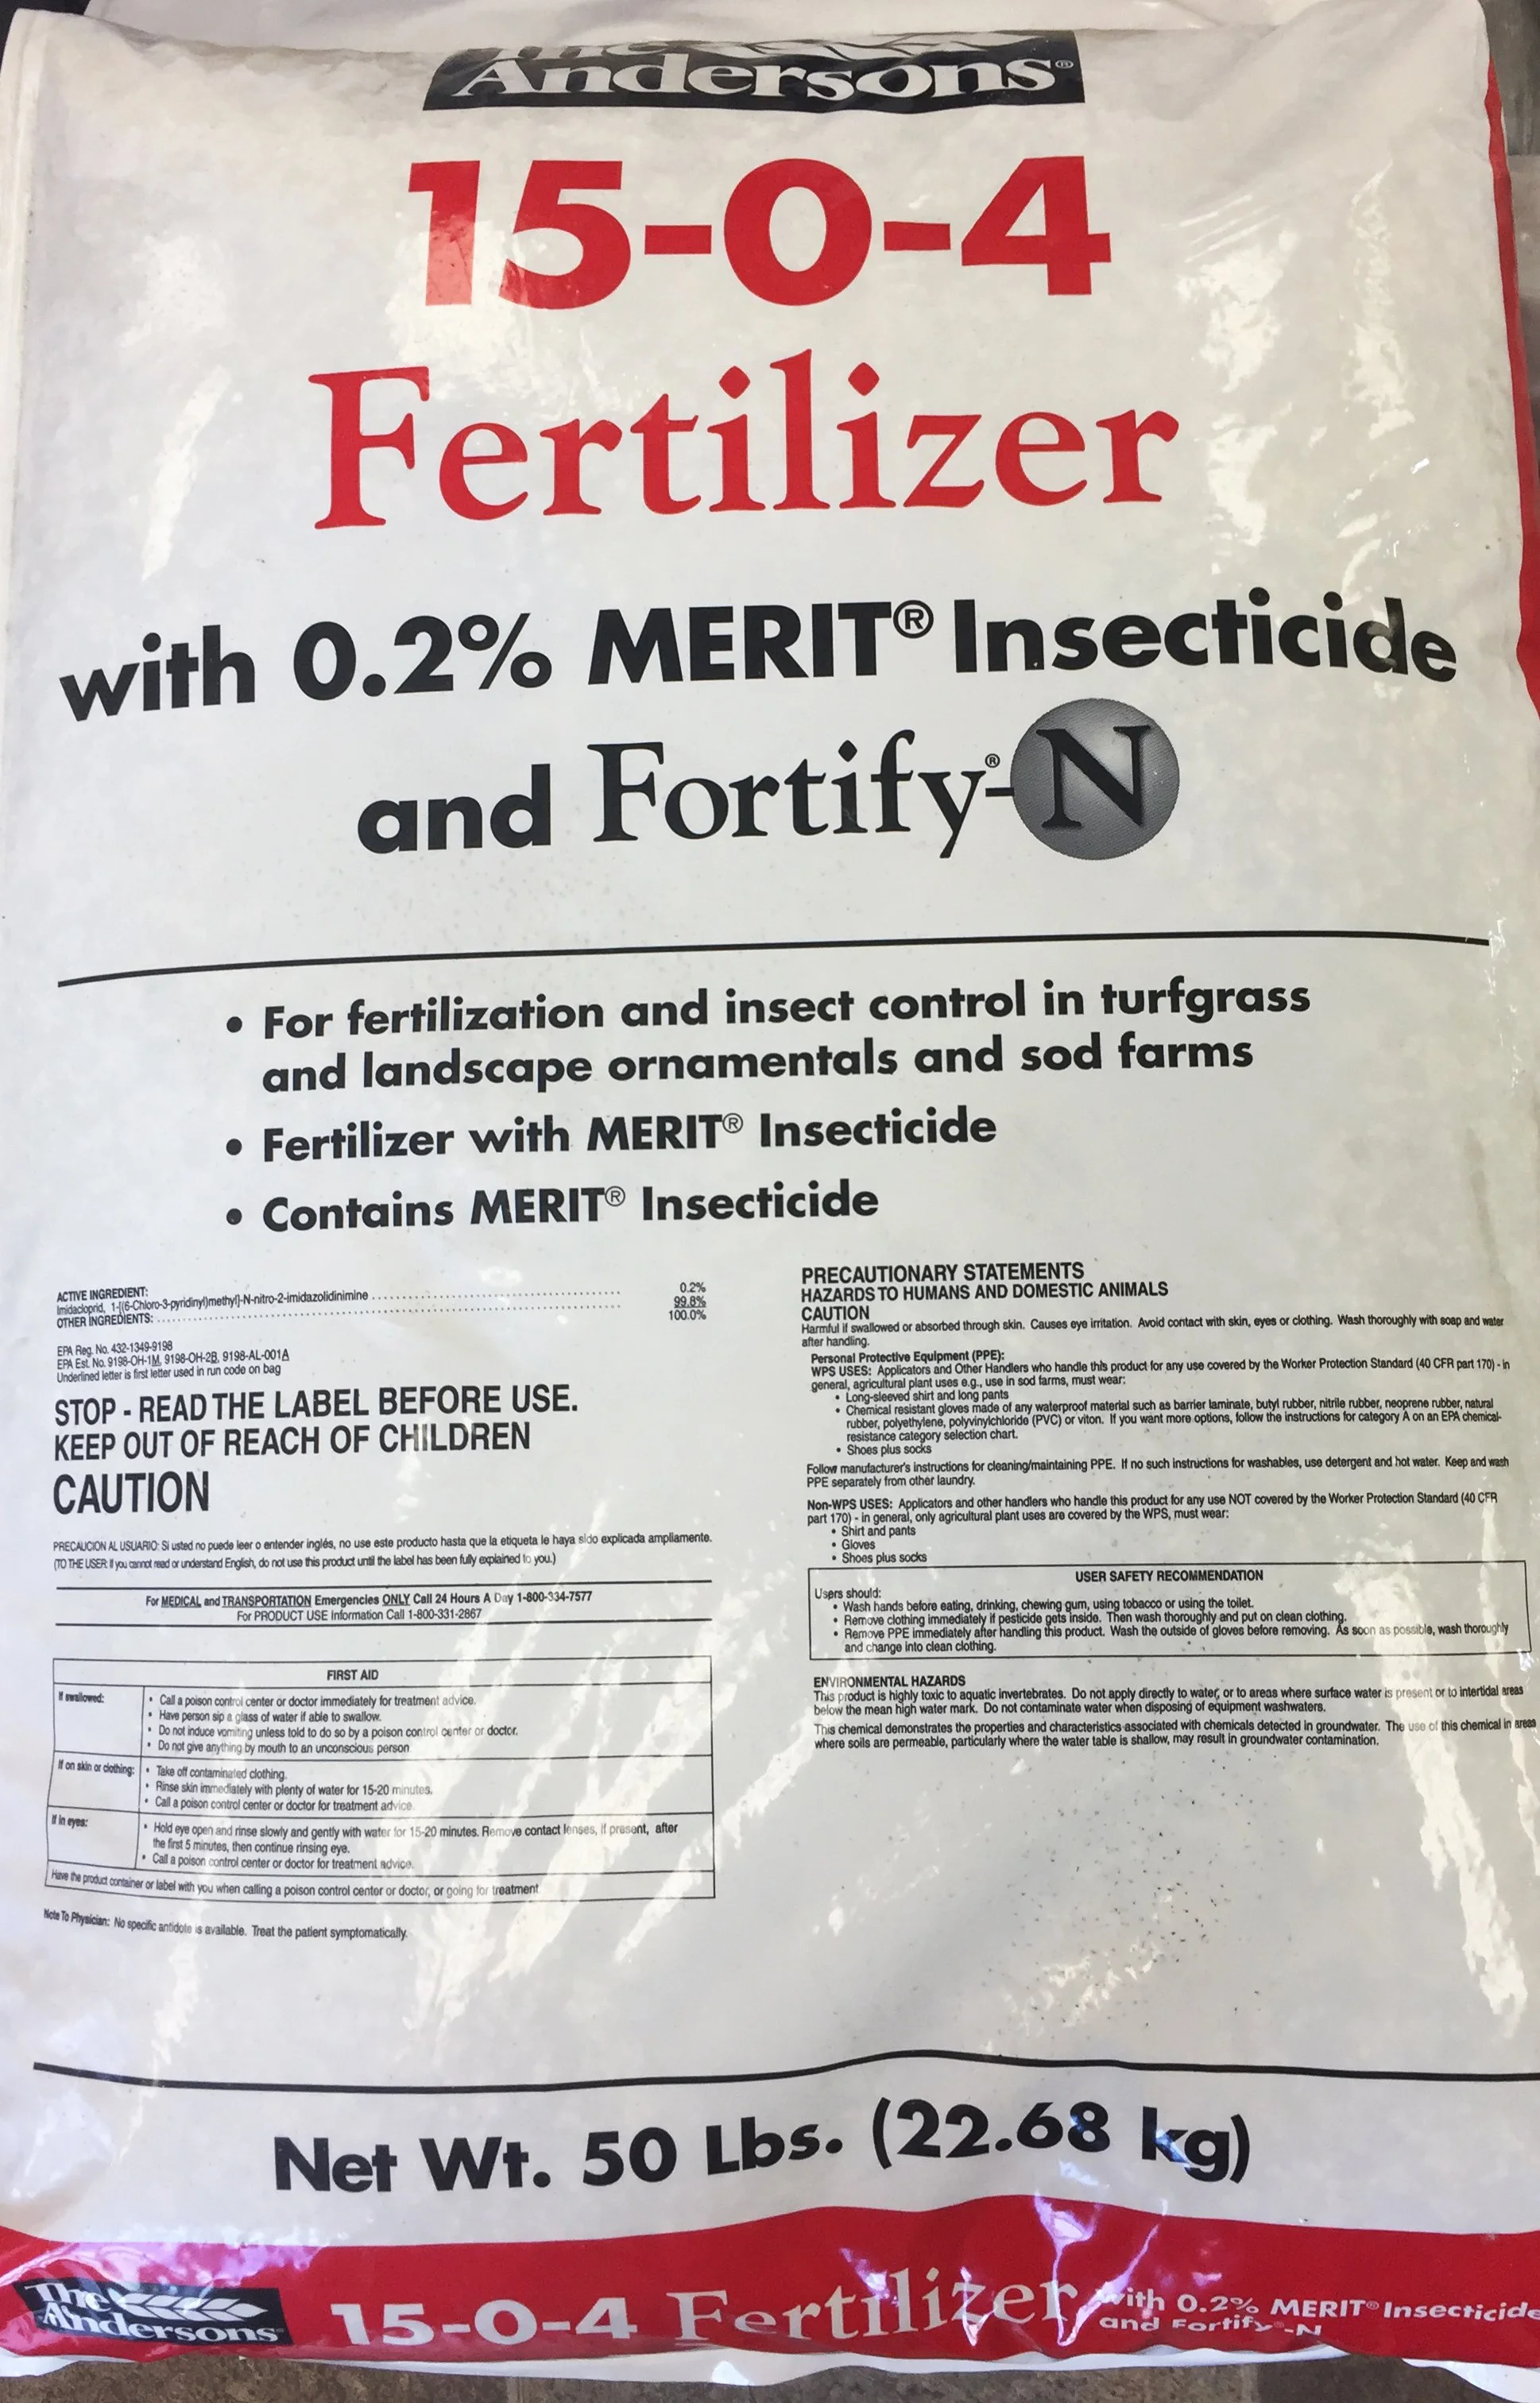 The
Andersons®
15-0-4
Fertilizer
with 0.2% MERIT® Insecticide
and Fortify®-N
• For fertilization and insect control in turfgrass
and landscape ornamentals and sod farms
• Fertilizer with MERIT® Insecticide
• Contains MERIT® Insecticide
ACTIVE INGREDIENT:
Imidacloprid, 1-[(6-Chloro-3-pyridinyl)methyl]-N-nitro-2-imidazolidinimine 0.2%
OTHER INGREDIENTS: 99.8%
100.0%
EPA Reg. No. 432-1349-9198
EPA Est. No. 9198-OH-1M, 9198-OH-2B, 9198-AL-001A
Underlined letter is first letter used in run code on bag
STOP - READ THE LABEL BEFORE USE.
KEEP OUT OF REACH OF CHILDREN
CAUTION
PRECAUCION AL USUARIO: Si usted no puede leer o entender inglés, no use este producto hasta que la etiqueta le haya sido explicada ampliamente.
(TO THE USER: If you cannot read or understand English, do not use this product until the label has been fully explained to you.)
For MEDICAL and TRANSPORTATION Emergencies ONLY Call 24 Hours A Day 1-800-334-7577
For PRODUCT USE Information Call 1-800-331-2867
FIRST AID
If swallowed:
• Call a poison control center or doctor immediately for treatment advice.
• Have person sip a glass of water if able to swallow.
• Do not induce vomiting unless told to do so by a poison control center or doctor.
• Do not give anything by mouth to an unconscious person
If on skin or clothing:
• Take off contaminated clothing.
• Rinse skin immediately with plenty of water for 15-20 minutes.
• Call a poison control center or doctor for treatment advice.
If in eyes:
• Hold eye open and rinse slowly and gently with water for 15-20 minutes. Remove contact lenses, if present, after
the first 5 minutes, then continue rinsing eye.
• Call a poison control center or doctor for treatment advice.
Have the product container or label with you when calling a poison control center or doctor, or going for treatment
Note To Physician: No specific antidote is available. Treat the patient symptomatically.
PRECAUTIONARY STATEMENTS
HAZARDS TO HUMANS AND DOMESTIC ANIMALS
CAUTION
Harmful if swallowed or absorbed through skin. Causes eye irritation. Avoid contact with skin, eyes or clothing. Wash thoroughly with soap and water
after handling.
Personal Protective Equipment (PPE):
WPS USES: Applicators and Other Handlers who handle this product for any use covered by the Worker Protection Standard (40 CFR part 170) - in
general, agricultural plant uses e.g., use in sod farms, must wear:
• Long-sleeved shirt and long pants
• Chemical resistant gloves made of any waterproof material such as barrier laminate, butyl rubber, nitrile rubber, neoprene rubber, natural
rubber, polyethylene, polyvinylchloride (PVC) or viton. If you want more options, follow the instructions for category A on an EPA chemical-
resistance category selection chart.
• Shoes plus socks
Follow manufacturer's instructions for cleaning/maintaining PPE. If no such instructions for washables, use detergent and hot water. Keep and wash
PPE separately from other laundry.
Non-WPS USES: Applicators and other handlers who handle this product for any use NOT covered by the Worker Protection Standard (40 CFR
part 170) - in general, only agricultural plant uses are covered by the WPS, must wear:
• Shirt and pants
• Gloves
• Shoes plus socks
USER SAFETY RECOMMENDATION
Users should:
• Wash hands before eating, drinking, chewing gum, using tobacco or using the toilet.
• Remove clothing immediately if pesticide gets inside. Then wash thoroughly and put on clean clothing.
• Remove PPE immediately after handling this product. Wash the outside of gloves before removing. As soon as possible, wash thoroughly
and change into clean clothing.
ENVIRONMENTAL HAZARDS
This product is highly toxic to aquatic invertebrates. Do not apply directly to water, or to areas where surface water is present or to intertidal areas
below the mean high water mark. Do not contaminate water when disposing of equipment washwaters.
This chemical demonstrates the properties and characteristics associated with chemicals detected in groundwater. The use of this chemical in areas
where soils are permeable, particularly where the water table is shallow, may result in groundwater contamination.
Net Wt. 50 Lbs. (22.68 kg)
The
Andersons
15-0-4 Fertilizer with 0.2% MERIT® Insecticide
and Fortify®-N